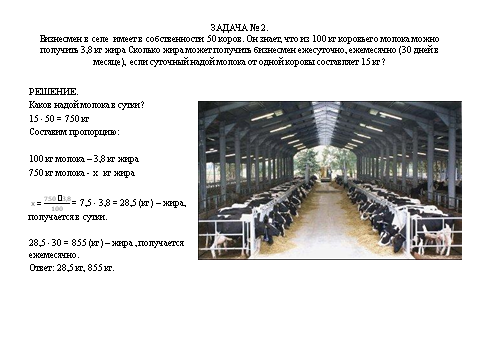 ЗАДАЧА № 2.
Бизнесмен в селе имеет в собственности 50 коров. Он знает, что из 100 кг коровьего молока можно
получить 3,8 кг жира Сколько жира может получить бизнесмен ежесуточно, ежемесячно (30 дней в
месяце), если суточный надой молока от одной коровы составляет 15 кг?
РЕШЕНИЕ.
Каков надой молока в сутки?
15 · 50 = 750 кг
Составим пропорцию:
100 кг молока – 3,8 кг жира
750 кг молока - х кг жира
х = 750 3,8 / 100 = 7,5 · 3,8 = 28,5 (кг) – жира,
получается в сутки.
28,5 · 30 = 855 (кг) – жира , получается
ежемесячно.
Ответ: 28,5 кг, 855 кг.